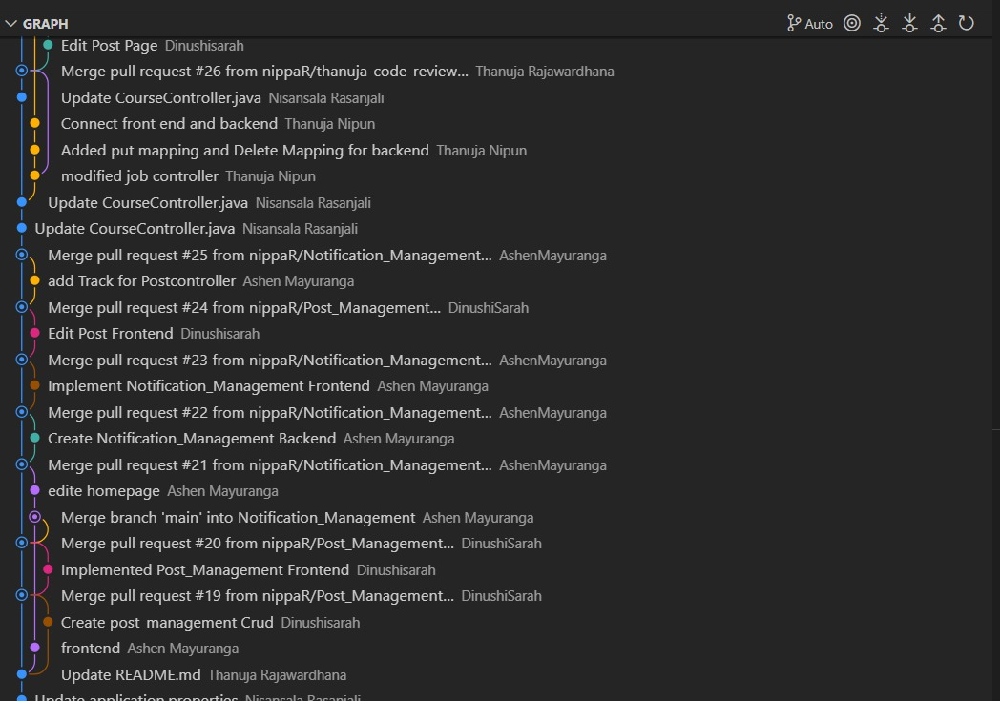 GRAPH Auto
Edit Post Page Dinushisarah
Merge pull request #26 from nippaR/thanuja-code-review... Thanuja Rajawardhana
Update CourseController.java Nisansala Rasanjali
Connect front end and backend Thanuja Nipun
Added put mapping and Delete Mapping for backend Thanuja Nipun
modified job controller Thanuja Nipun
Update CourseController.java Nisansala Rasanjali
Update CourseController.java Nisansala Rasanjali
Merge pull request #25 from nippaR/Notification_Management... AshenMayuranga
add Track for Postcontroller Ashen Mayuranga
Merge pull request #24 from nippaR/Post_Management... DinushiSarah
Edit Post Frontend Dinushisarah
Merge pull request #23 from nippaR/Notification_Management... AshenMayuranga
Implement Notification_Management Frontend Ashen Mayuranga
Merge pull request #22 from nippaR/Notification_Management... AshenMayuranga
Create Notification_Management Backend Ashen Mayuranga
Merge pull request #21 from nippaR/Notification_Management... AshenMayuranga
edite homepage Ashen Mayuranga
Merge branch 'main' into Notification_Management Ashen Mayuranga
Merge pull request #20 from nippaR/Post_Management... DinushiSarah
Implemented Post_Management Frontend Dinushisarah
Merge pull request #19 from nippaR/Post_Management... DinushiSarah
Create post_management Crud Dinushisarah
frontend Ashen Mayuranga
Update README.md Thanuja Rajawardhana
Update application properties Nisansala Rasanjali